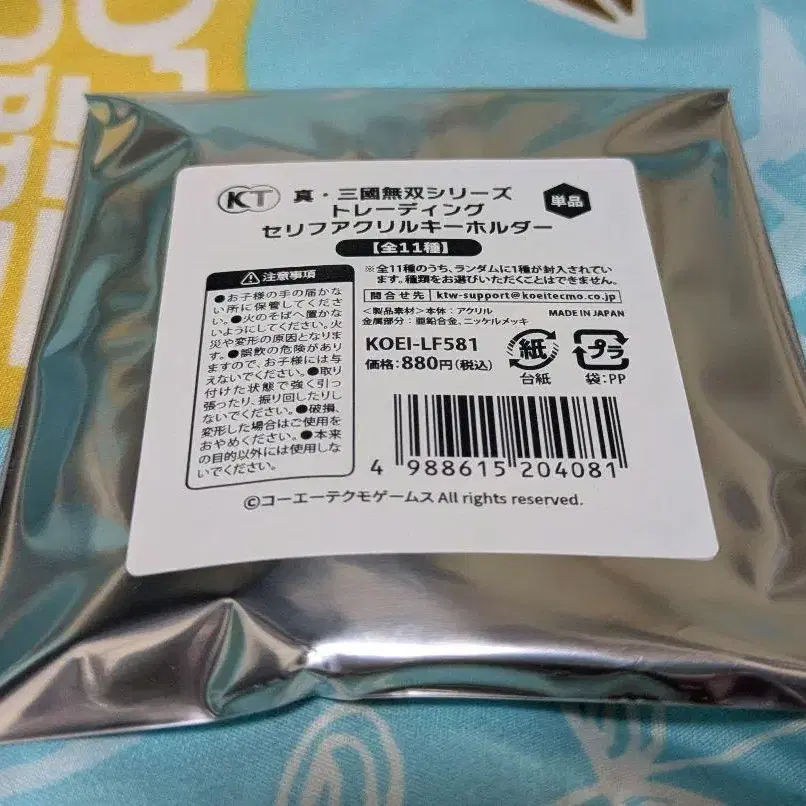 KT
真・三國無双シリーズ
トレーディング
セリフアクリルキーホルダー
【全11種】
単品
※全11種のうち、ランダムに1種が封入されています。
種類をお選びいただくことはできません。
問合せ先 ktw-support@koeitecmo.co.jp
<製品素材>本体:アクリル
金属部分:亜鉛合金、ニッケルメッキ
MADE IN JAPAN
KOEI-LF581
価格:880円(税込)
紙
台紙
プラ
袋:PP
注意事項
●お子様の手の届かな
い所に保管してくださ
い。●火のそばへ置かな
いようにしてください。火
災や変形の原因となりま
す。●誤飲の危険があり
ますので、お子様には与
えないでください。●取り
付けた状態で強く引っ
張ったり、振り回したりし
ないでください。●破損、
変形した場合はご使用を
おやめください。●本来
の目的以外には使用しな
いでください。
4 988615 204081
©コーエーテクモゲームス All rights reserved.